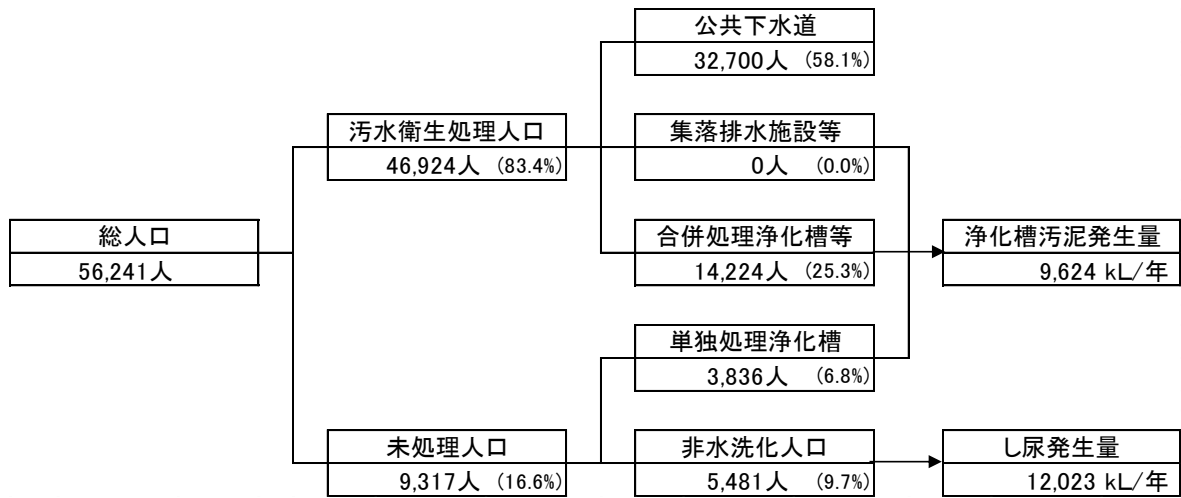 公共下水道
32,700人 (58.1%)
汚水衛生処理人口
46,924人 (83.4%)
集落排水施設等
0人 (0.0%)
総人口
56,241人
合併処理浄化槽等
14,224人 (25.3%)
浄化槽汚泥発生量
9,624 kL/年
単独処理浄化槽
3,836人 (6.8%)
未処理人口
9,317人 (16.6%)
非水洗化人口
5,481人 (9.7%)
し尿発生量
12,023 kL/年